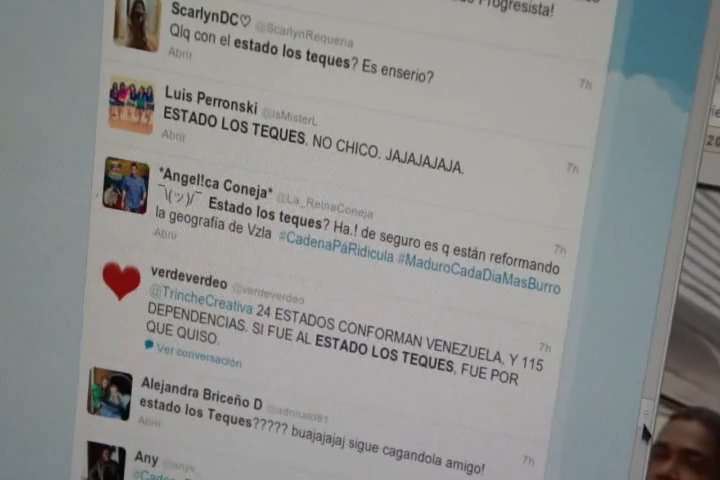 Progresista!
ScarlynDC♡ @ScarlynRequena
Qlq con el estado los teques? Es enserio?
Abrir
7h
Luis Perronski @isMisterL
ESTADO LOS TEQUES, NO CHICO. JAJAJAJAJA.
Abrir
7h
*Angel!ca Coneja* @La_ReinaConeja
¯\(ツ)/¯ Estado los teques? Ha.! de seguro es q están reformando
la geografía de Vzla #CadenaPáRidicula #MaduroCadaDiaMasBurro
Abrir
7h
verdeverdeo @verdeverdeo
@TrincheCreativa 24 ESTADOS CONFORMAN VENEZUELA, Y 115
DEPENDENCIAS. SI FUE AL ESTADO LOS TEQUES, FUE POR
QUE QUISO.
Ver conversación
7h
Alejandra Briceño D
estado los Teques????? buajajajaj sigue cagandola amigo!
Abrir
7h
Any @anyv_